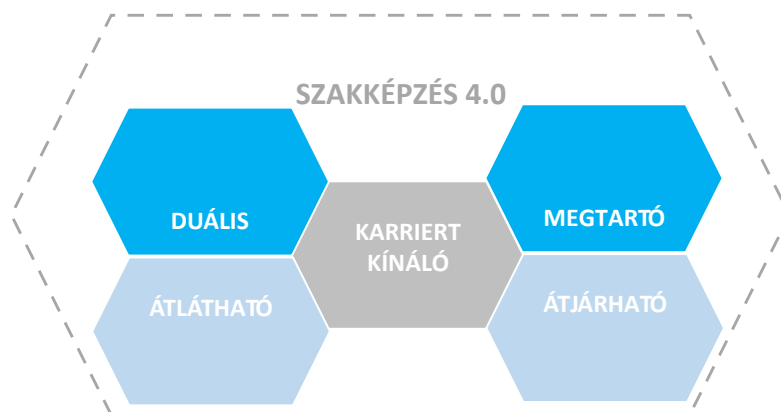 SZAKKÉPZÉS 4.0
DUÁLIS
MEGTARTÓ
KARRIERT
KÍNÁLÓ
ÁTLÁTHATÓ
ÁTJÁRHATÓ